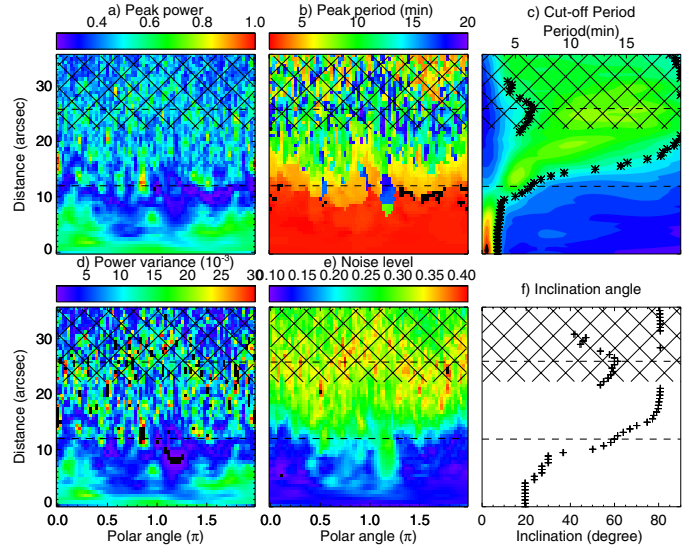 a) Peak power
b) Peak period (min)
c) Cut-off Period
Period(min)
0.4 0.6 0.8 1.0
5 10 15 20
5 10 15
Distance (arcsec)
30
20
10
0
d) Power variance (10-3)
e) Noise level
f) Inclination angle
5 10 15 20 25 30
0.10 0.15 0.20 0.25 0.30 0.35 0.40
Distance (arcsec)
30
20
10
0
0.0 0.5 1.0 1.5
0.0 0.5 1.0 1.5
0 20 40 60 80
Polar angle (π)
Polar angle (π)
Inclination (degree)